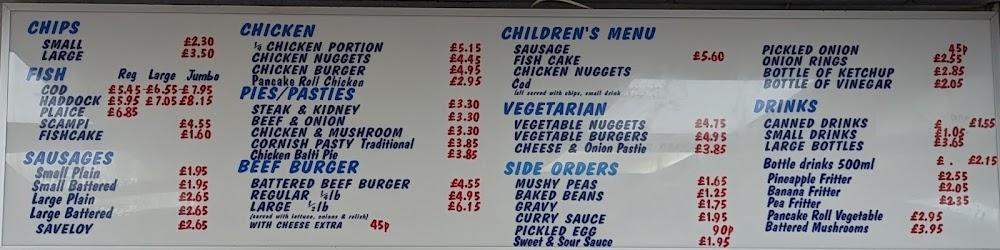 CHIPS
SMALL £2.30
LARGE £3.50
FISH Reg Large Jumbo
COD £5.45 £6.55 £7.95
HADDOCK £5.95 £7.05 £8.15
PLAICE £6.85
SCAMPI £4.55
FISHCAKE £1.60
SAUSAGES
Small Plain £1.95
Small Battered £1.95
Large Plain £2.65
Large Battered £2.65
SAVELOY £2.65
CHICKEN
¼ CHICKEN PORTION £5.15
CHICKEN NUGGETS £4.45
CHICKEN BURGER £4.95
Pancake Roll Chicken £2.95
PIES/PASTIES
STEAK & KIDNEY £3.30
BEEF & ONION £3.30
CHICKEN & MUSHROOM £3.30
CORNISH PASTY Traditional £3.85
Chicken Balti Pie £3.85
BEEF BURGER
BATTERED BEEF BURGER £4.55
REGULAR ¼lb £4.95
LARGE ½lb £6.15
(served with lettuce, onions & relish)
WITH CHEESE EXTRA 45p
CHILDREN'S MENU
SAUSAGE
FISH CAKE £5.60
CHICKEN NUGGETS
Cod
(all served with chips, small drink
VEGETARIAN
VEGETABLE NUGGETS £4.75
VEGETABLE BURGERS £4.95
CHEESE & Onion Pastie £3.85
SIDE ORDERS
MUSHY PEAS £1.65
BAKED BEANS £1.25
GRAVY £1.75
CURRY SAUCE £1.95
PICKLED EGG 90p
Sweet & Sour Sauce £1.95
PICKLED ONION 45p
ONION RINGS £2.55
BOTTLE OF KETCHUP £2.85
BOTTLE OF VINEGAR £2.05
DRINKS
CANNED DRINKS £ £1.55
SMALL DRINKS £1.05
LARGE BOTTLES £3.65
Bottle drinks 500ml £ . £2.15
Pineapple Fritter £2.55
Banana Fritter £2.05
Pea Fritter £2.35
Pancake Roll Vegetable £2.95
Battered Mushrooms £3.95